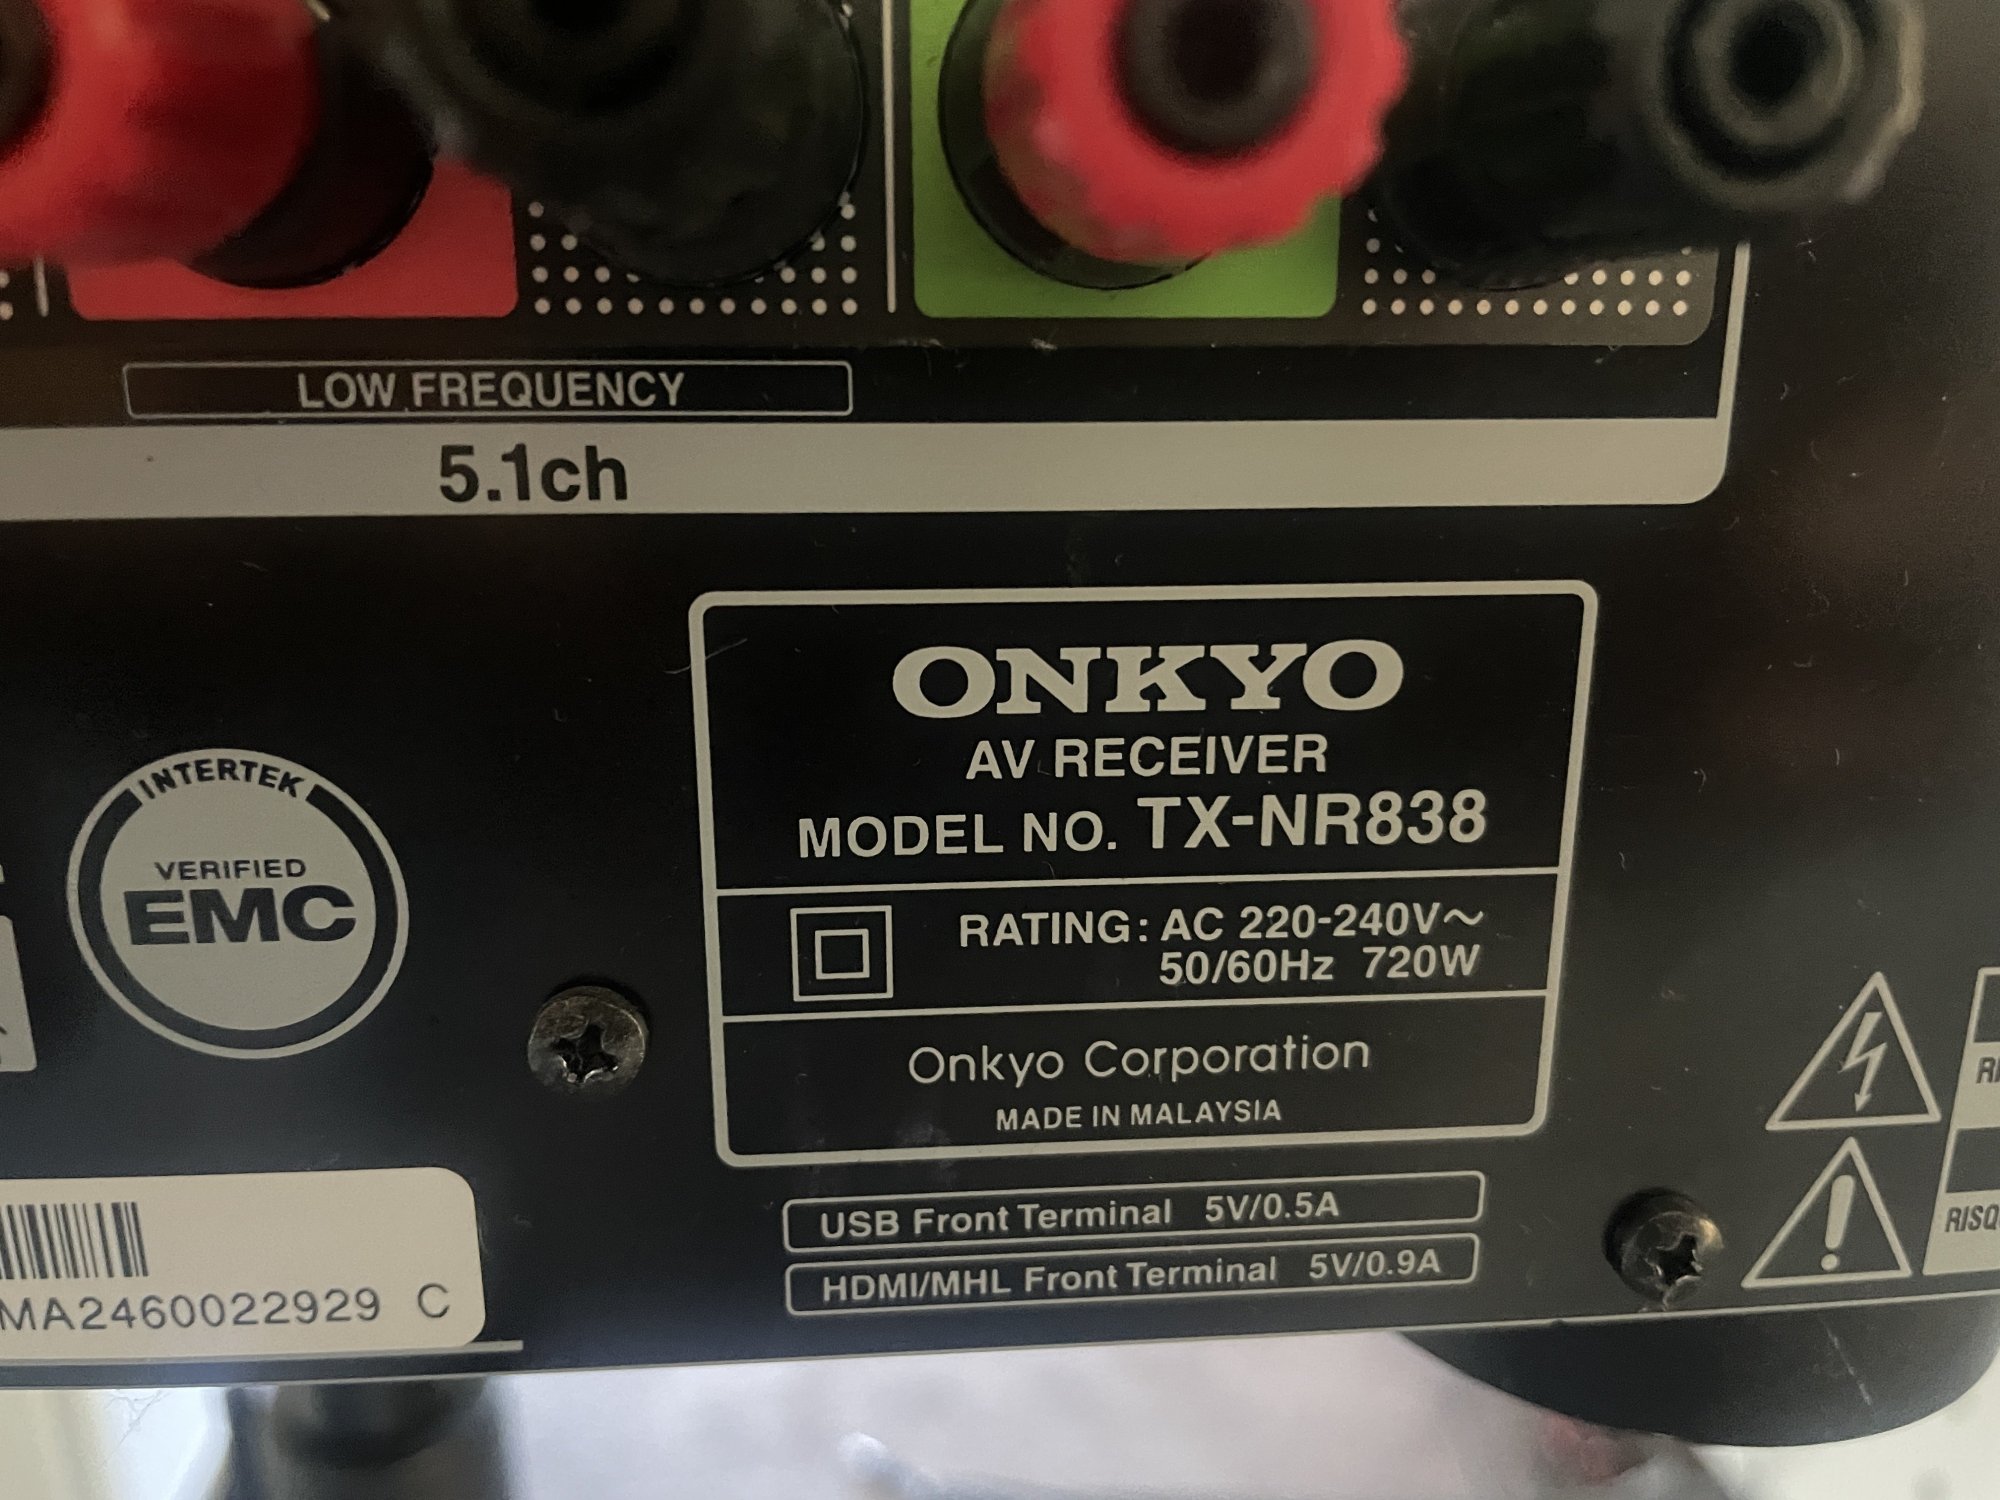 LOW FREQUENCY
5.1ch
ONKYO
AV RECEIVER
MODEL NO. TX-NR838
INTERTEK
VERIFIED
EMC
RATING: AC 220-240V~
50/60Hz 720W
Onkyo Corporation
MADE IN MALAYSIA
USB Front Terminal 5V/0.5A
HDMI/MHL Front Terminal 5V/0.9A
MA2460022929 C